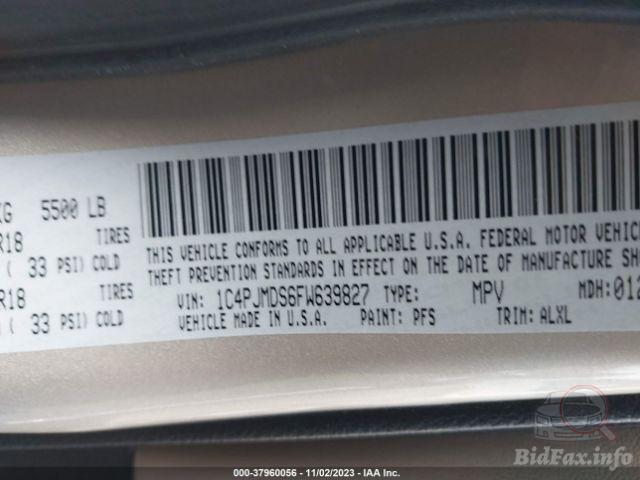 KG 5500 LB
R18 TIRES
( 33 PSI) COLD
R18 TIRES
( 33 PSI) COLD
THIS VEHICLE CONFORMS TO ALL APPLICABLE U.S.A. FEDERAL MOTOR VEHIC
THEFT PREVENTION STANDARDS IN EFFECT ON THE DATE OF MANUFACTURE SH
VIN: 1C4PJMDS6FW639827 TYPE: MPV MDH:012
VEHICLE MADE IN U.S.A. PAINT: PFS TRIM: ALXL
BidFax.info
000-37960056 - 11/02/2023 - IAA Inc.